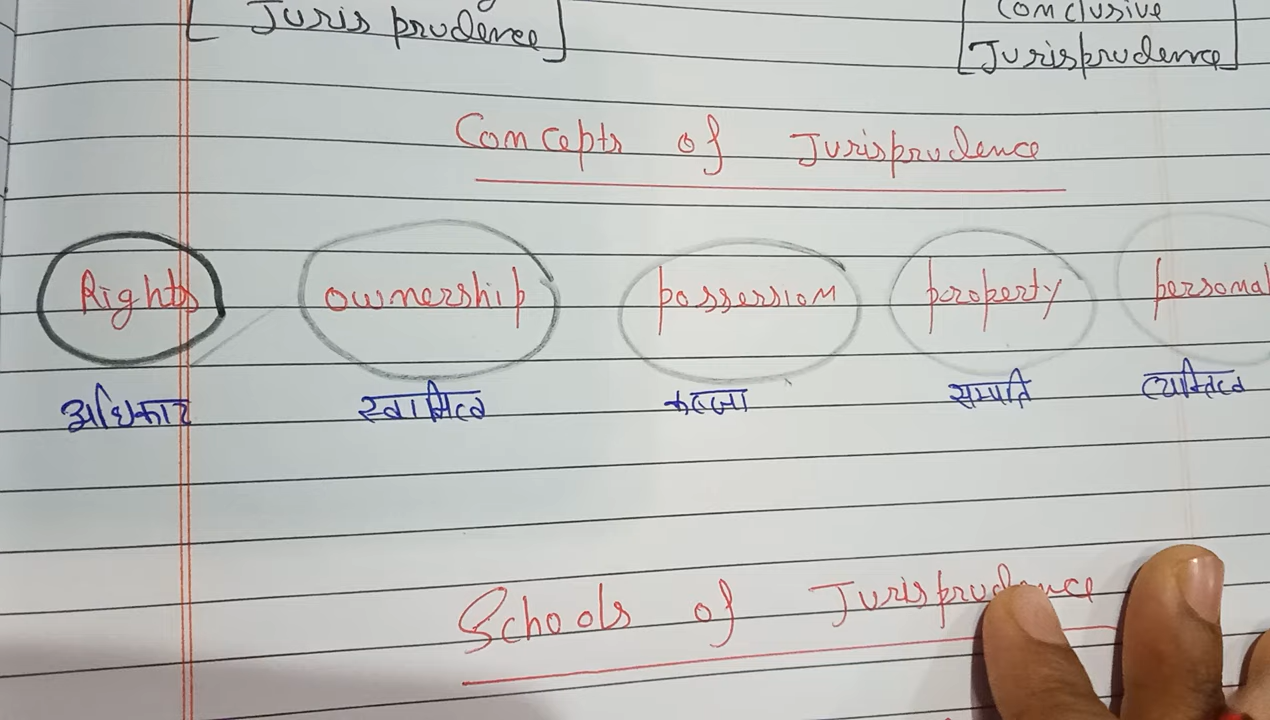 [Jurisprudence]
Conclusive
[Jurisprudence]
Concepts of Jurisprudence
Rights ownership possession property personal
अधिकार स्वामित्व कब्जा सम्पत्ति व्यक्तित्व
Schools of Jurisprudence